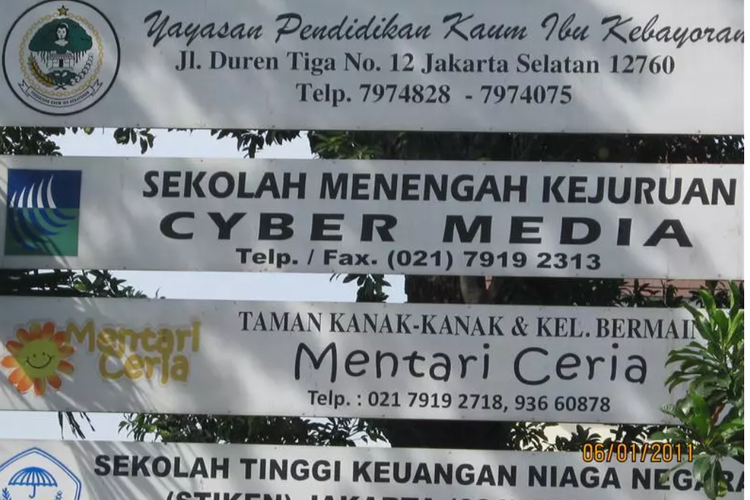 Yayasan Pendidikan Kaum Ibu Kebayoran
Jl. Duren Tiga No. 12 Jakarta Selatan 12760
Telp. 7974828 - 7974075
SEKOLAH MENENGAH KEJURUAN
CYBER MEDIA
Telp. / Fax. (021) 7919 2313
Mentari
Ceria
TAMAN KANAK-KANAK & KEL. BERMAIN
Mentari Ceria
Telp. : 021 7919 2718, 936 60878
06/01/2011
SEKOLAH TINGGI KEUANGAN NIAGA NEGARA
(STIKEN) JAKARTA